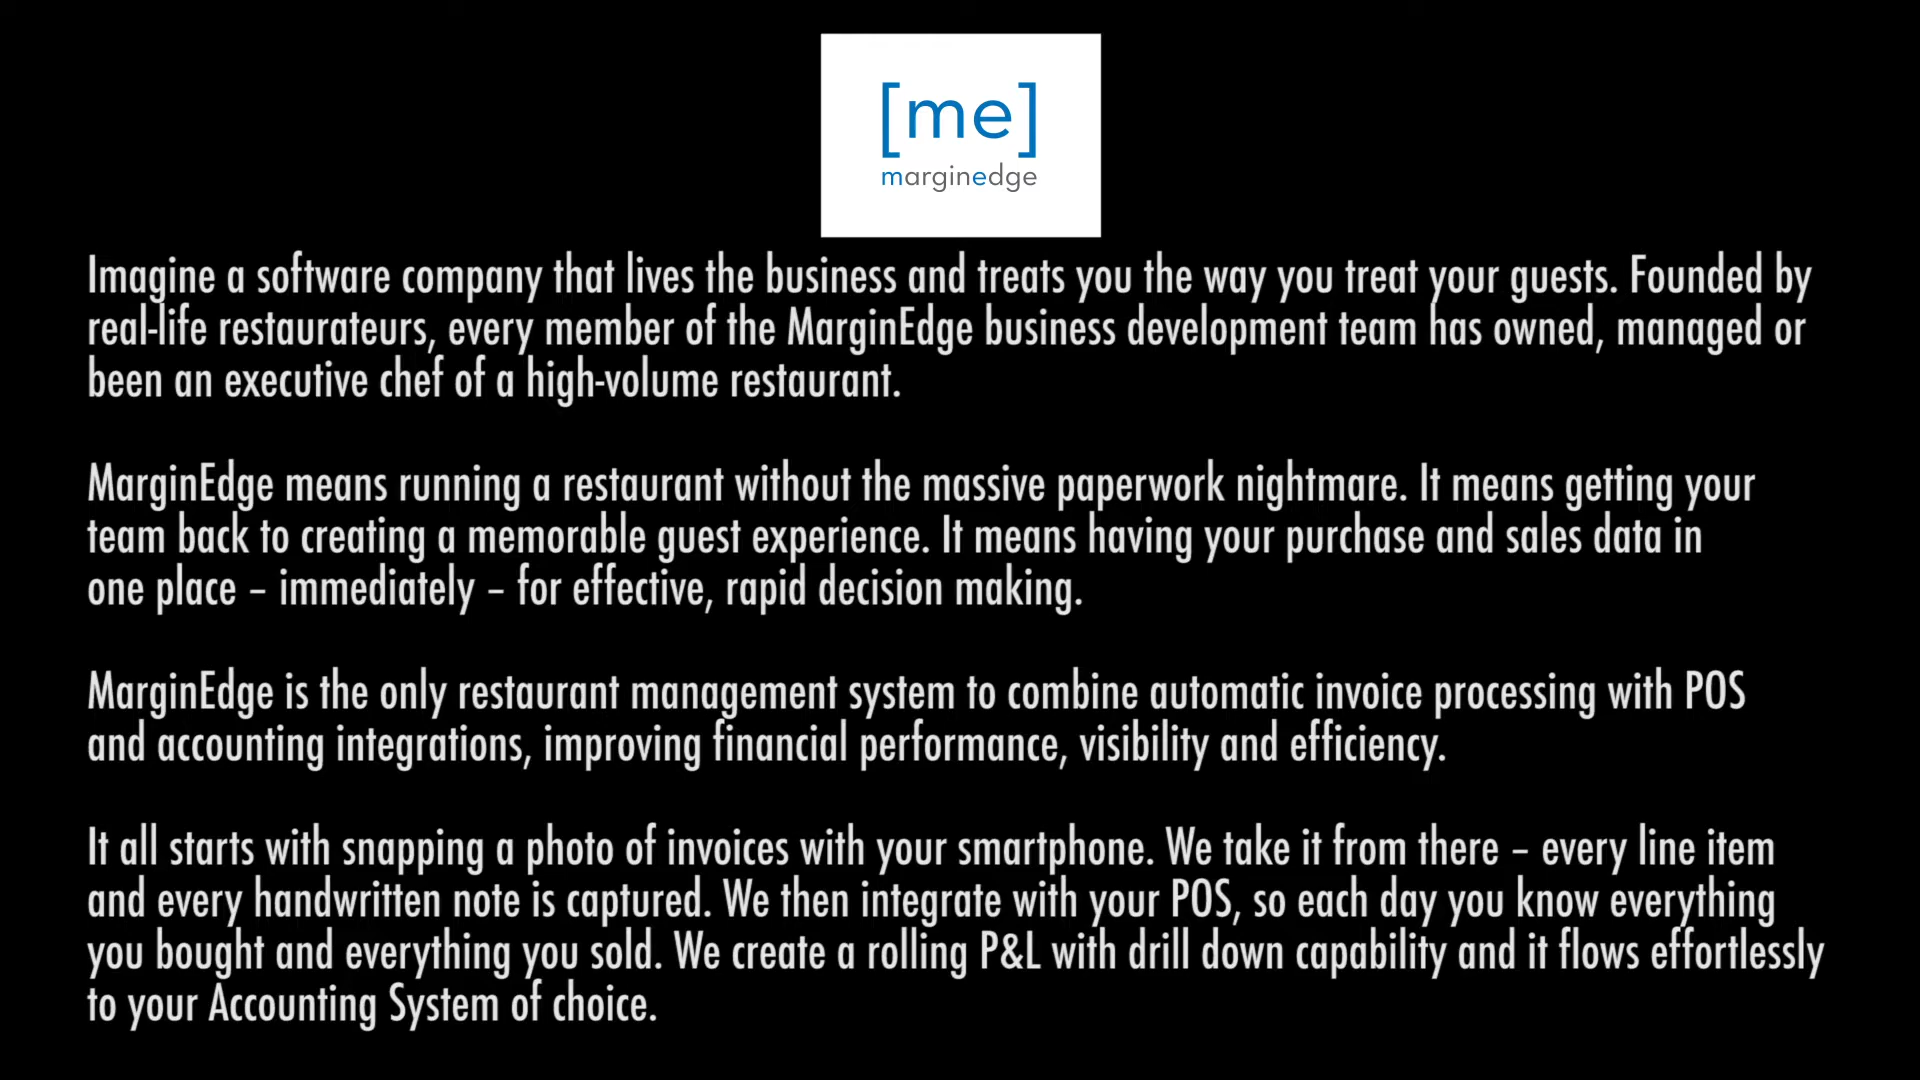 [me]
marginedge
Imagine a software company that lives the business and treats you the way you treat your guests. Founded by
real-life restaurateurs, every member of the MarginEdge business development team has owned, managed or
been an executive chef of a high-volume restaurant.
MarginEdge means running a restaurant without the massive paperwork nightmare. It means getting your
team back to creating a memorable guest experience. It means having your purchase and sales data in
one place – immediately – for effective, rapid decision making.
MarginEdge is the only restaurant management system to combine automatic invoice processing with POS
and accounting integrations, improving financial performance, visibility and efficiency.
It all starts with snapping a photo of invoices with your smartphone. We take it from there – every line item
and every handwritten note is captured. We then integrate with your POS, so each day you know everything
you bought and everything you sold. We create a rolling P&L with drill down capability and it flows effortlessly
to your Accounting System of choice.